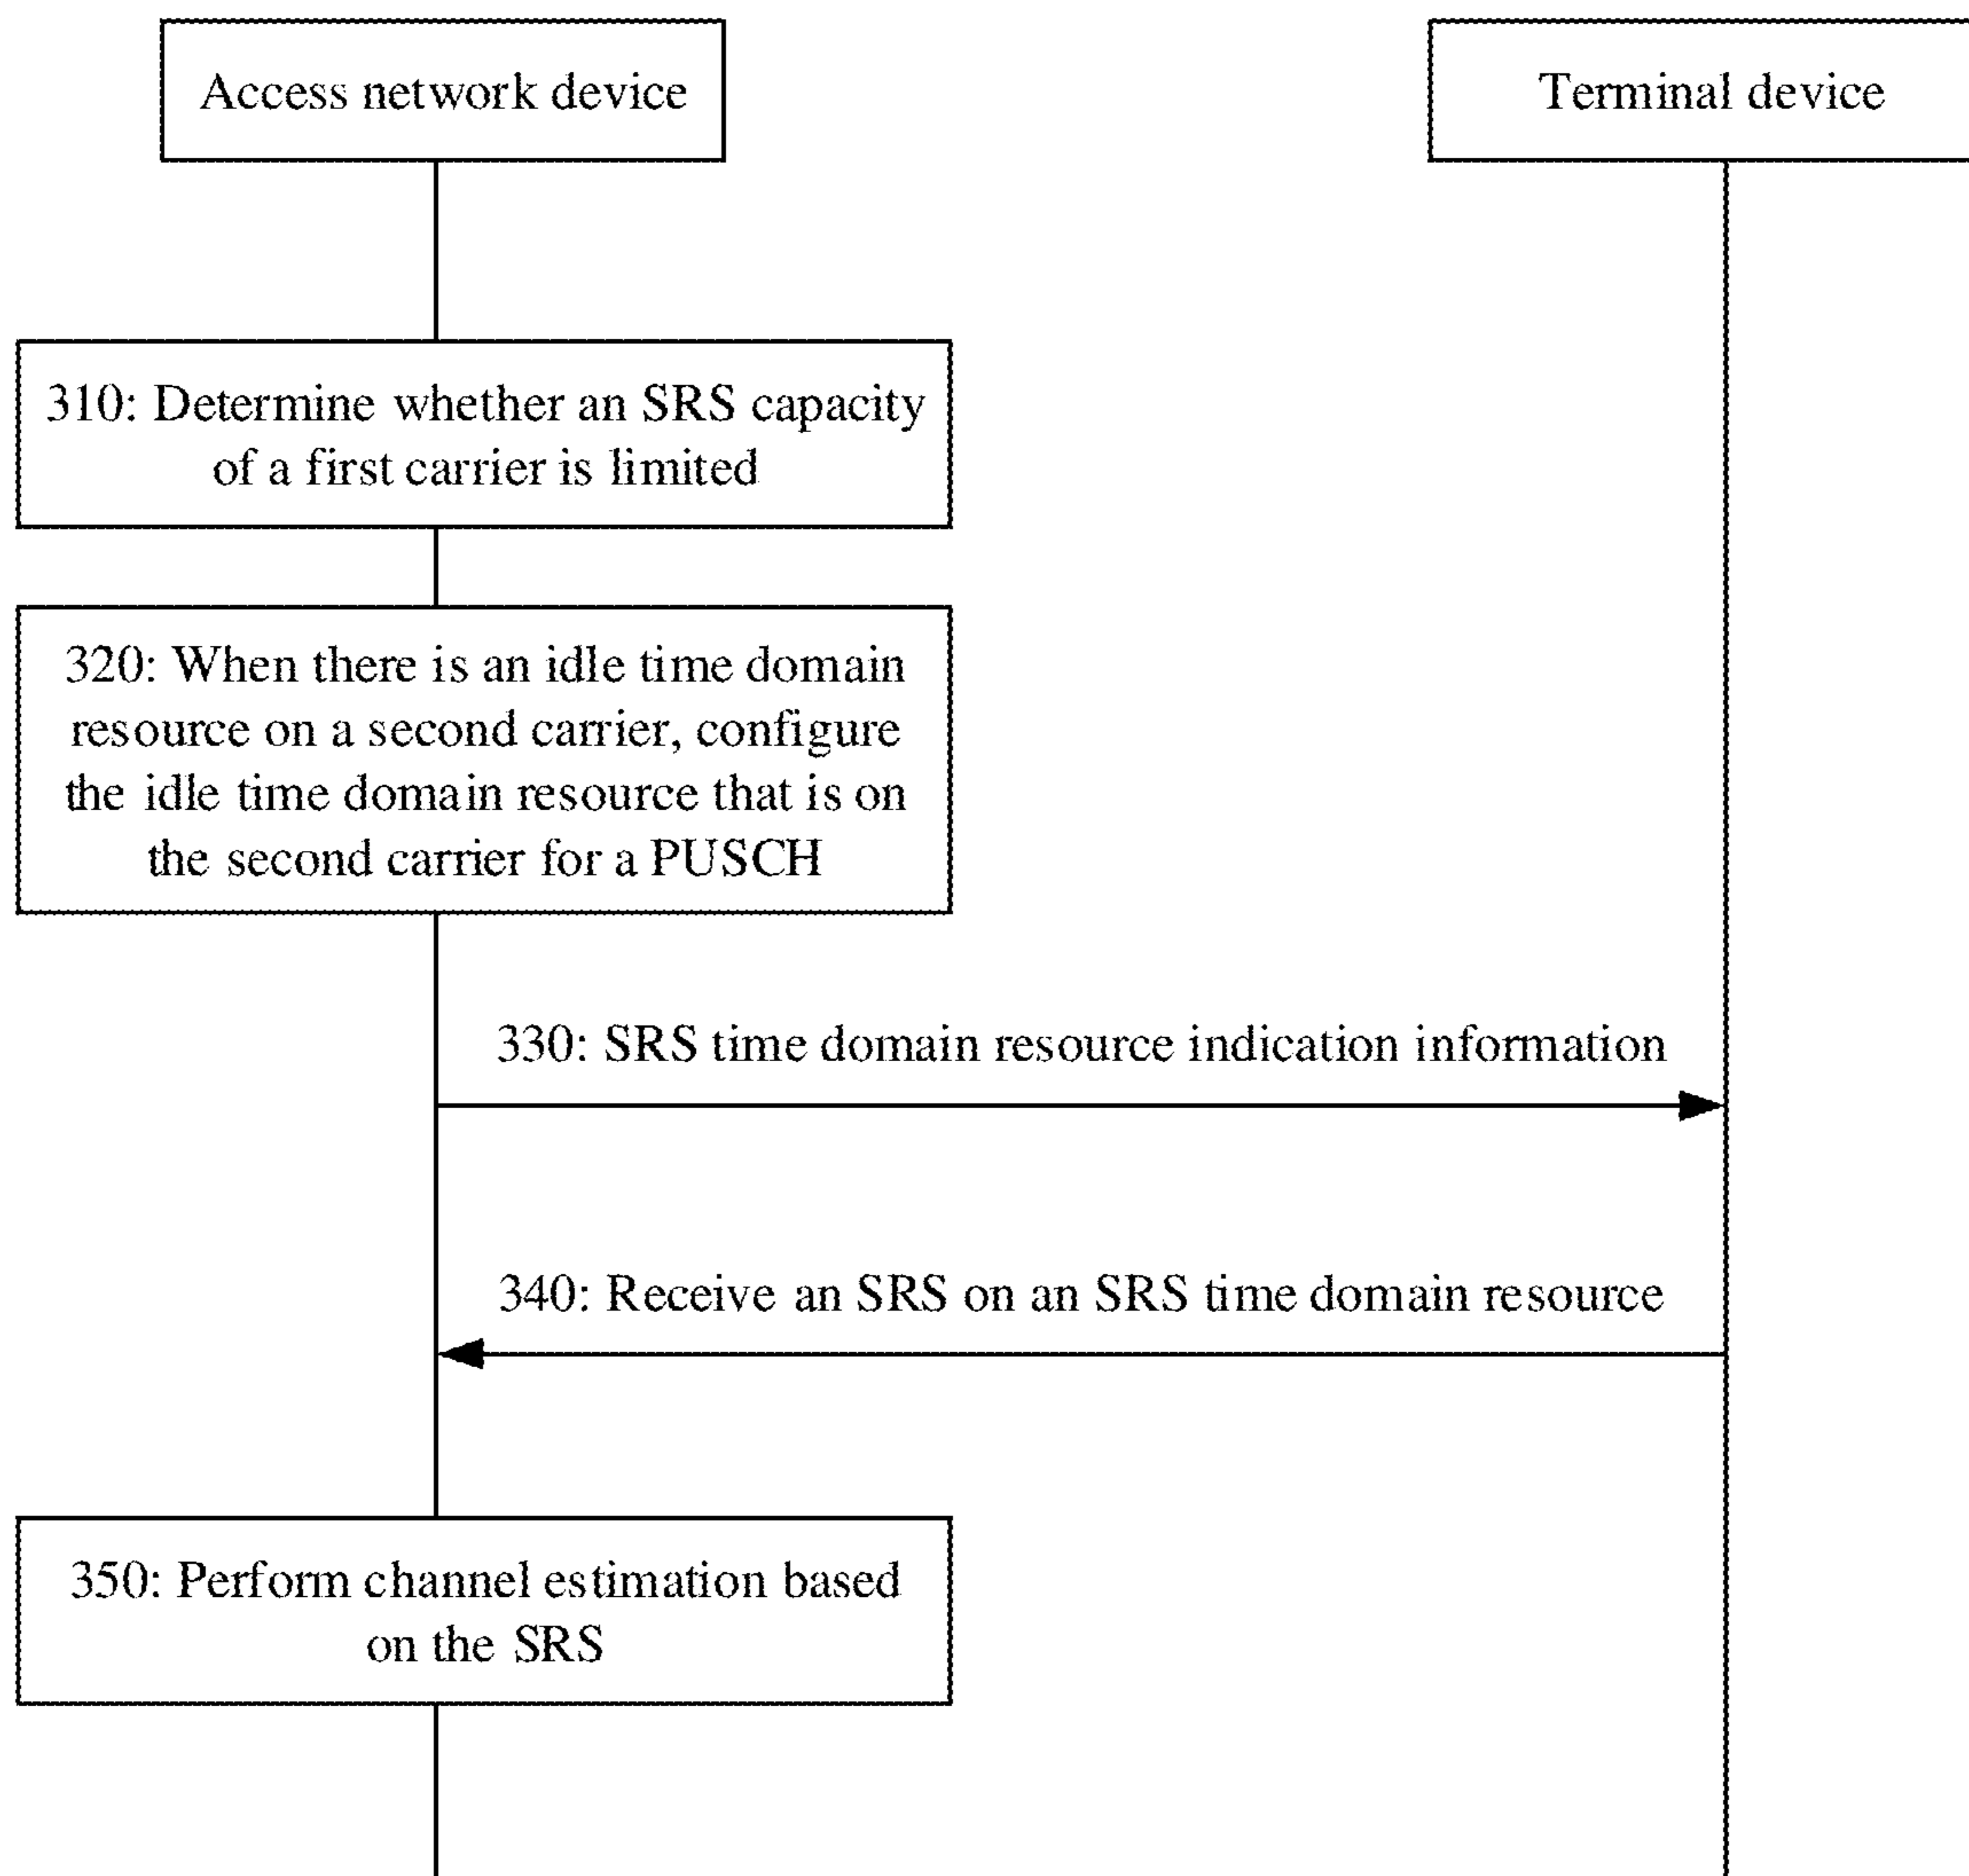 Access network device
Terminal device
310: Determine whether an SRS capacity
of a first carrier is limited
320: When there is an idle time domain
resource on a second carrier, configure
the idle time domain resource that is on
the second carrier for a PUSCH
330: SRS time domain resource indication information
340: Receive an SRS on an SRS time domain resource
350: Perform channel estimation based
on the SRS